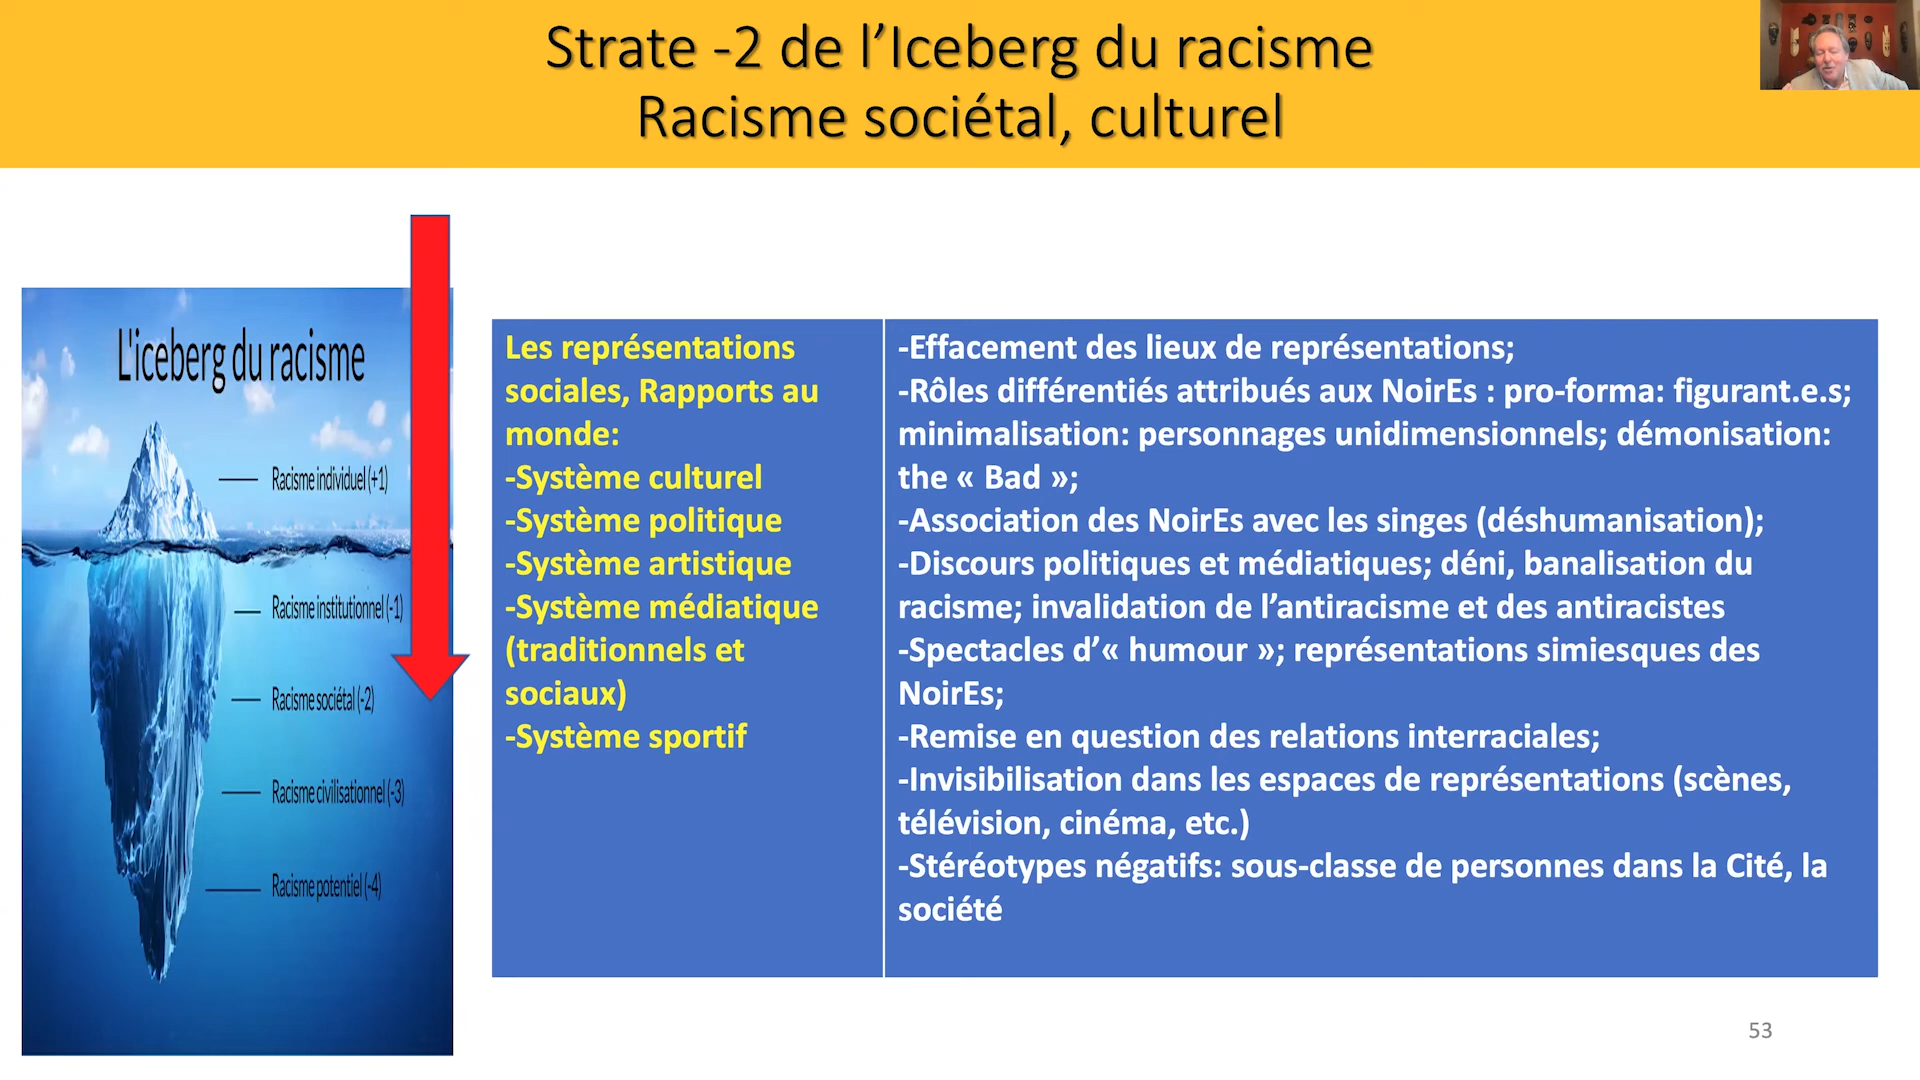 Strate -2 de l’Iceberg du racisme
Racisme sociétal, culturel
L'iceberg du racisme
Racisme individuel (+1)
Racisme institutionnel (-1)
Racisme sociétal (-2)
Racisme civilisationnel (-3)
Racisme potentiel (-4)
Les représentations
sociales, Rapports au
monde:
-Système culturel
-Système politique
-Système artistique
-Système médiatique
(traditionnels et
sociaux)
-Système sportif
-Effacement des lieux de représentations;
-Rôles différentiés attribués aux NoirEs : pro-forma: figurant.e.s;
minimalisation: personnages unidimensionnels; démonisation:
the « Bad »;
-Association des NoirEs avec les singes (déshumanisation);
-Discours politiques et médiatiques; déni, banalisation du
racisme; invalidation de l’antiracisme et des antiracistes
-Spectacles d’« humour »; représentations simiesques des
NoirEs;
-Remise en question des relations interraciales;
-Invisibilisation dans les espaces de représentations (scènes,
télévision, cinéma, etc.)
-Stéréotypes négatifs: sous-classe de personnes dans la Cité, la
société
53